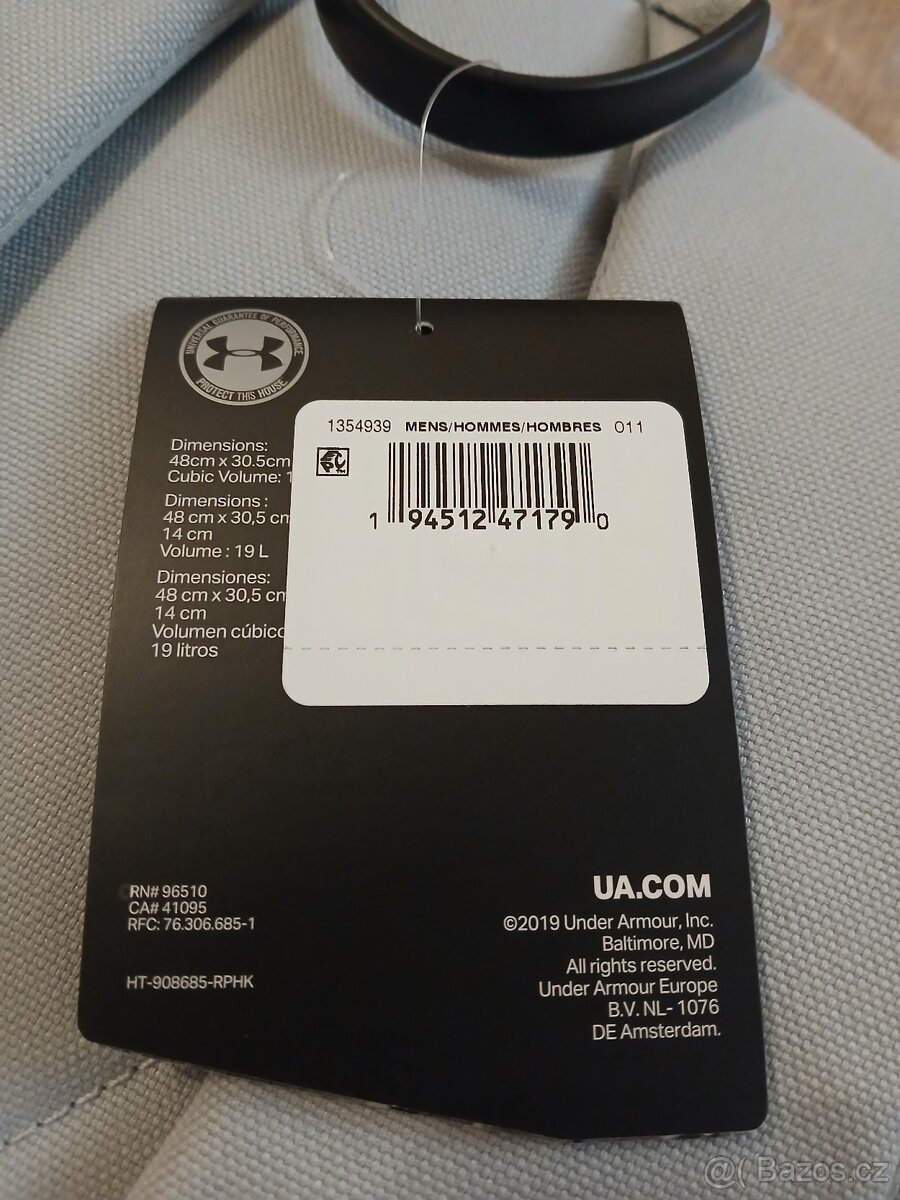 UNIVERSAL GUARANTEE OF PERFORMANCE
PROTECT THIS HOUSE
1354939 MENS/HOMMES/HOMBRES 011
1 94512 47179 0
Dimensions:
48cm x 30.5cm
Cubic Volume: 1
Dimensions :
48 cm x 30,5 cm
14 cm
Volume : 19 L
Dimensiones:
48 cm x 30,5 cm
14 cm
Volumen cúbico
19 litros
RN# 96510
CA# 41095
RFC: 76.306.685-1
HT-908685-RPHK
UA.COM
©2019 Under Armour, Inc.
Baltimore, MD
All rights reserved.
Under Armour Europe
B.V. NL- 1076
DE Amsterdam.
@( Bazos.cz